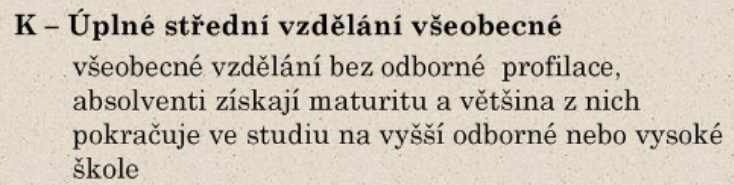 K – Úplné střední vzdělání všeobecné
všeobecné vzdělání bez odborné profilace,
absolventi získají maturitu a většina z nich
pokračuje ve studiu na vyšší odborné nebo vysoké
škole